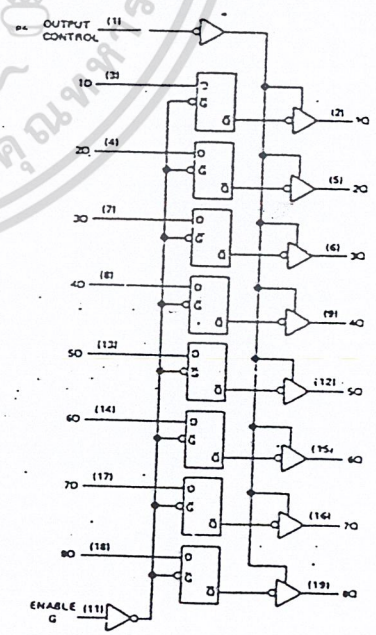 OUTPUT (1)
CONTROL
1D (3) D G Q̅ (2) 1Q
2D (4) D G Q̅ (5) 2Q
3D (7) D G Q̅ (6) 3Q
4D (8) D G Q̅ (9) 4Q
5D (13) D G Q̅ (12) 5Q
6D (14) D G Q̅ (15) 6Q
7D (17) D G Q̅ (16) 7Q
8D (18) D G Q̅ (19) 8Q
ENABLE (11)
G